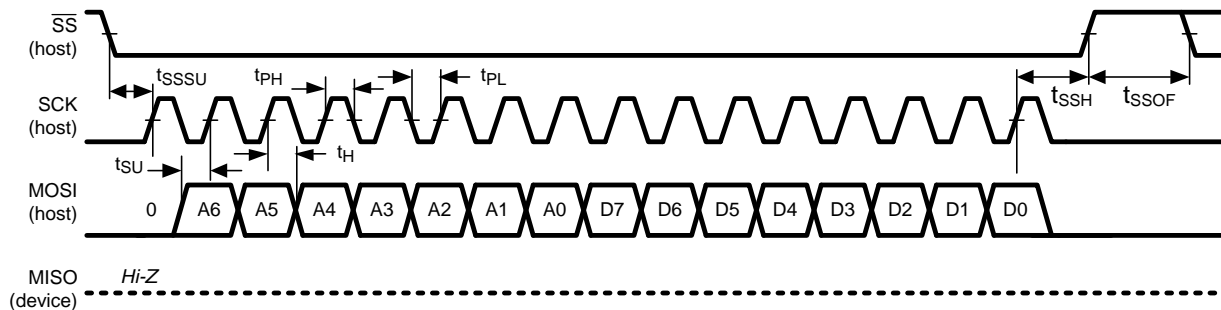 SS
(host)
tSSSU
tPH
tPL
tSSH
tSSOF
SCK
(host)
tSU
tH
MOSI
(host)
0 A6 A5 A4 A3 A2 A1 A0 D7 D6 D5 D4 D3 D2 D1 D0
MISO
(device)
Hi-Z